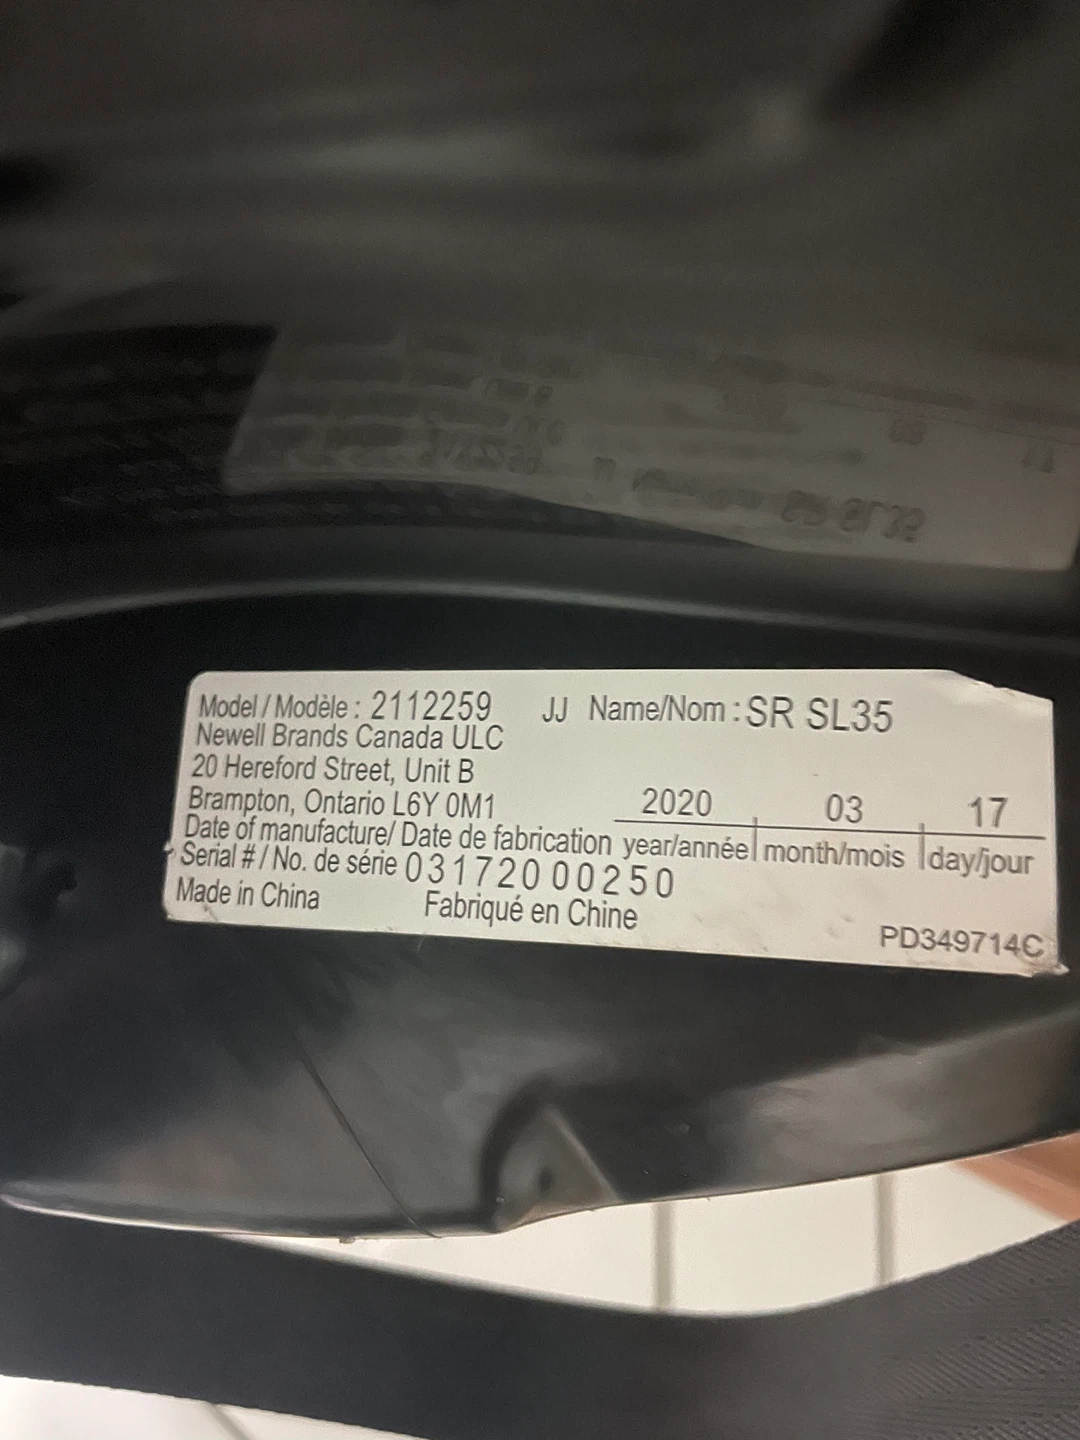 Model / Modèle : 2112259 JJ Name/Nom : SR SL35
Newell Brands Canada ULC
20 Hereford Street, Unit B
Brampton, Ontario L6Y 0M1 2020 03 17
Date of manufacture/ Date de fabrication year/année month/mois day/jour
Serial # / No. de série 03172000250
Made in China Fabriqué en Chine
PD349714C